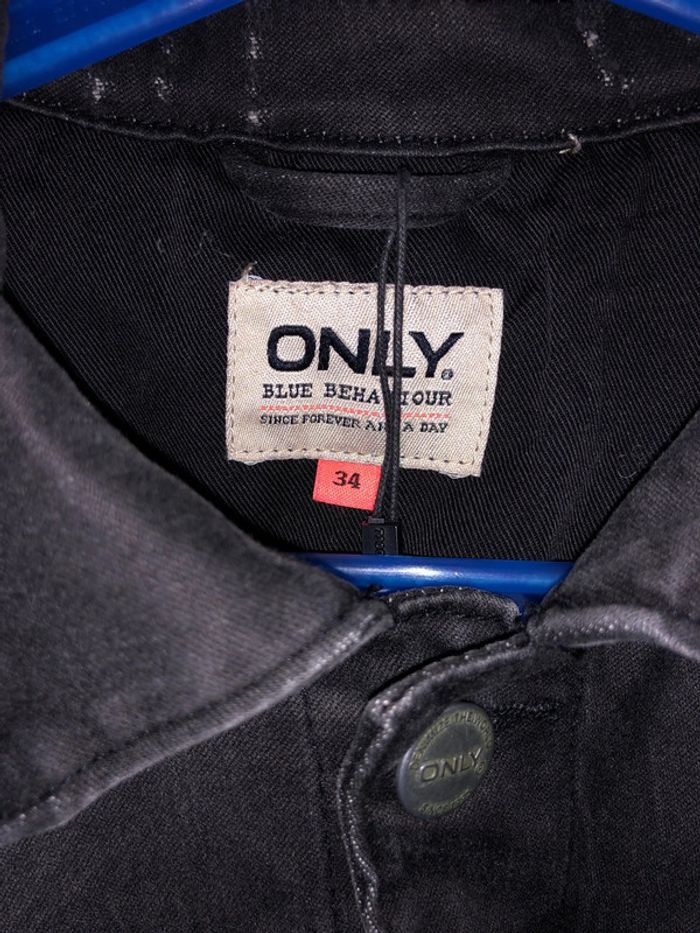 ONLY®
BLUE BEHAVIOUR
SINCE FOREVER AND A DAY
34
ONLY